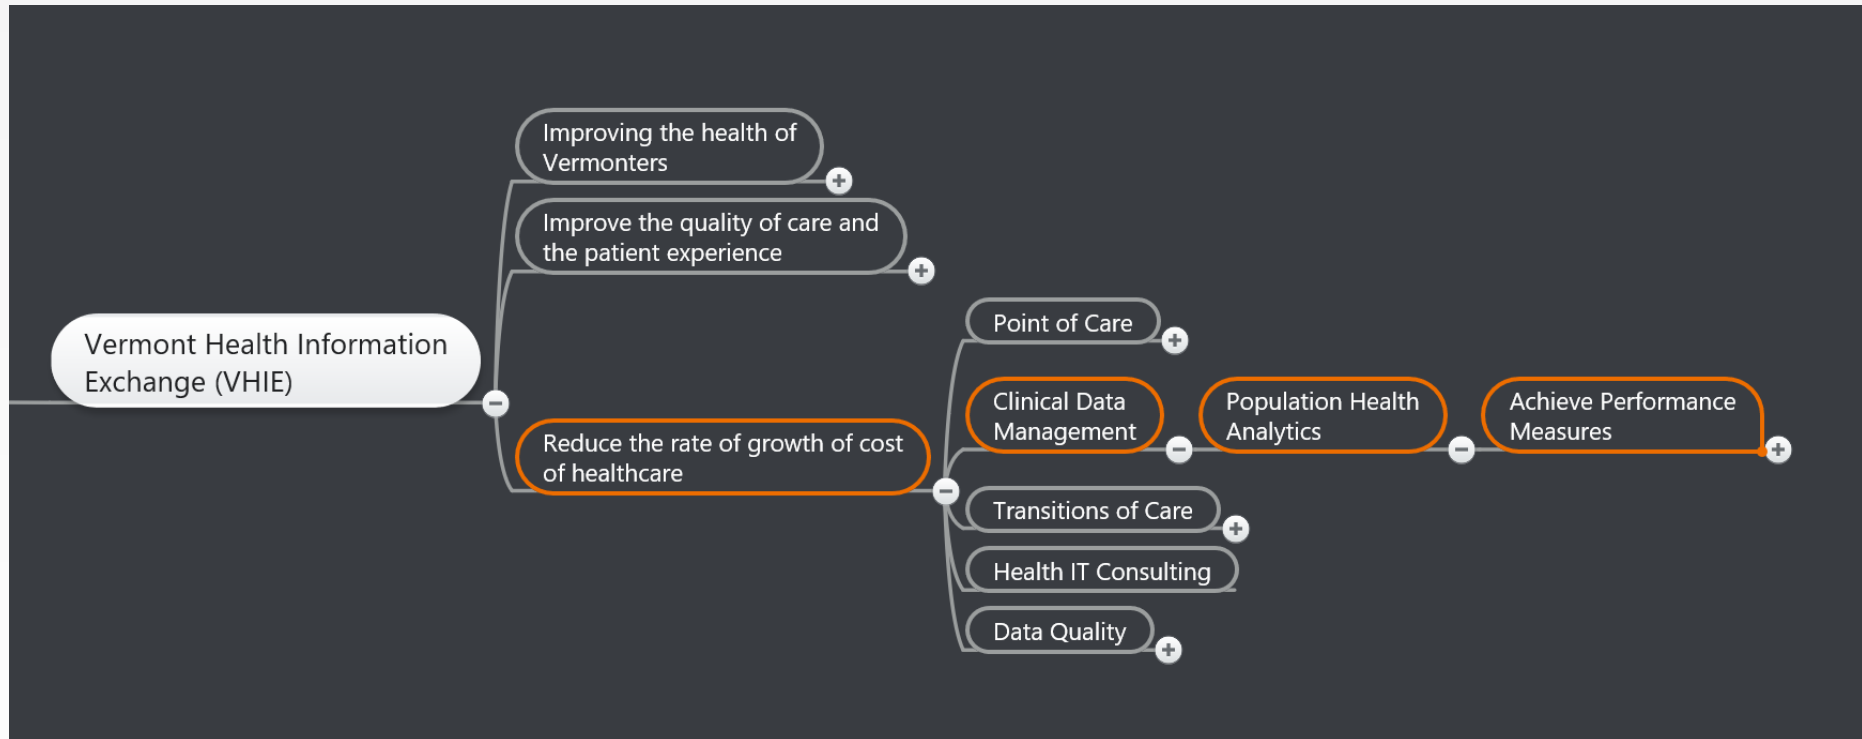 Improving the health of
Vermonters
Improve the quality of care and
the patient experience
Vermont Health Information
Exchange (VHIE)
Reduce the rate of growth of cost
of healthcare
Point of Care
Clinical Data
Management
Population Health
Analytics
Achieve Performance
Measures
Transitions of Care
Health IT Consulting
Data Quality